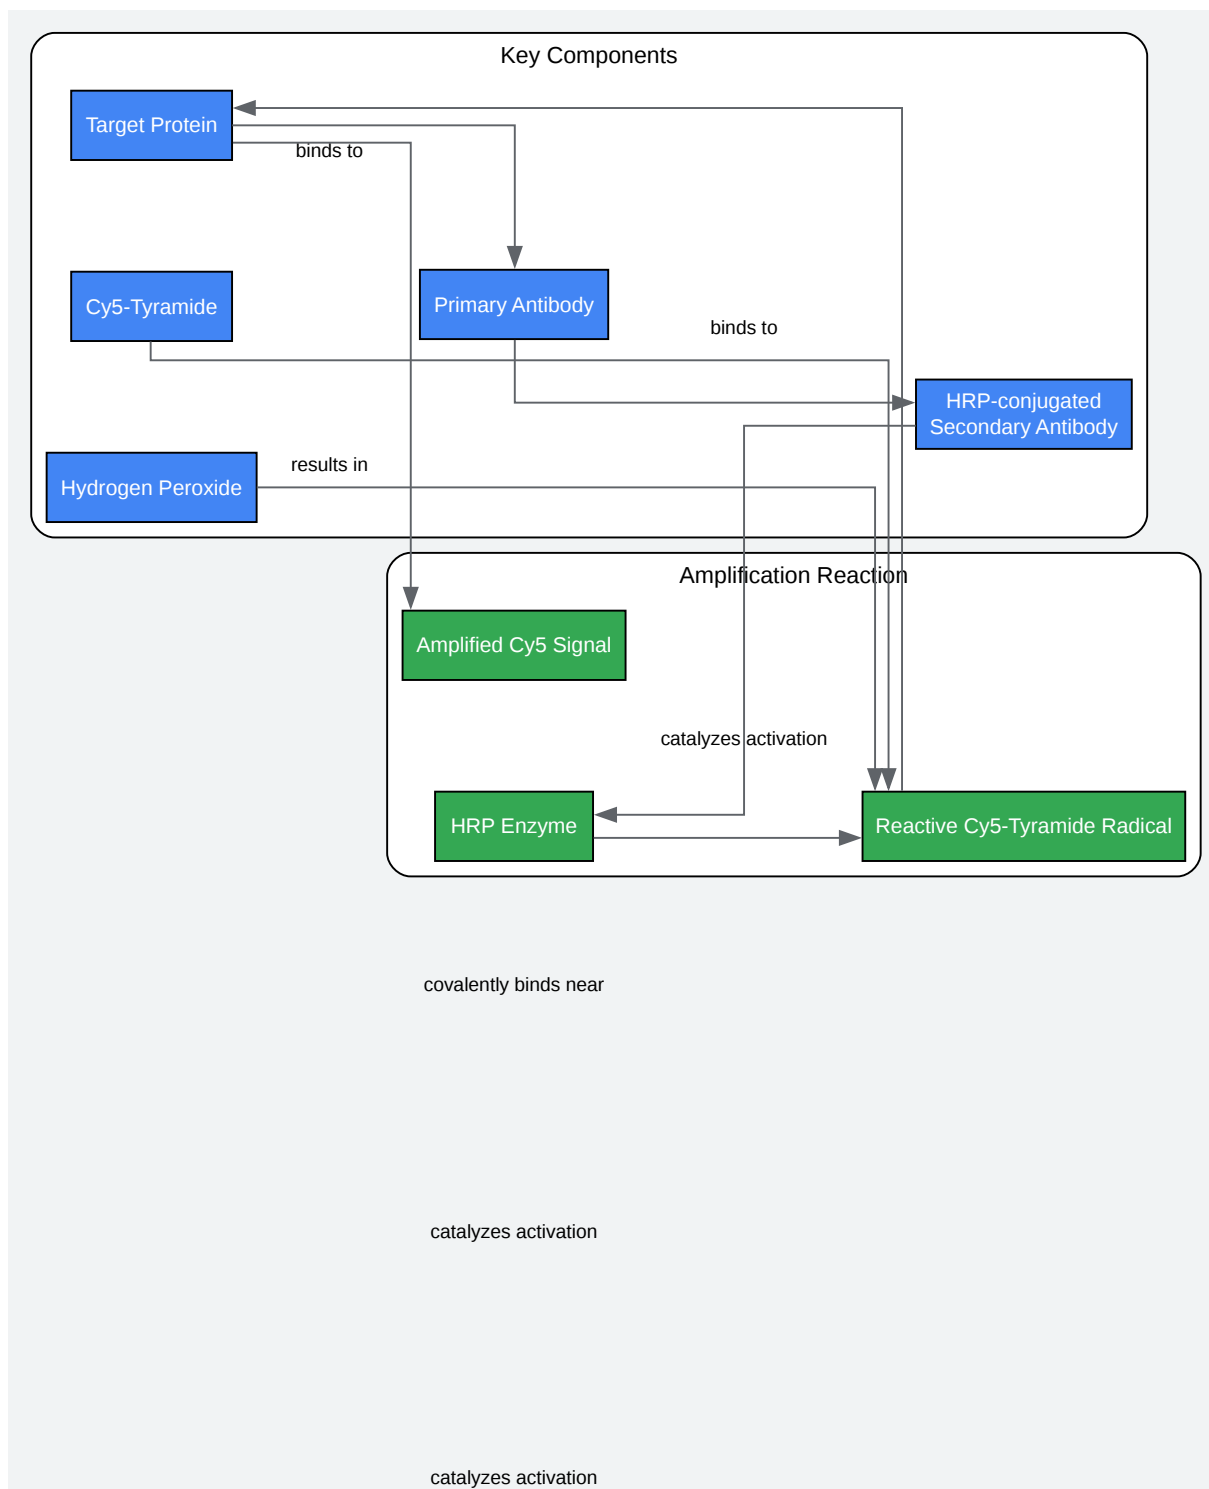 Key Components
Target Protein
binds to
Cy5-Tyramide
Primary Antibody
binds to
HRP-conjugated
Secondary Antibody
results in
Hydrogen Peroxide
Amplification Reaction
Amplified Cy5 Signal
catalyzes activation
HRP Enzyme
Reactive Cy5-Tyramide Radical
covalently binds near
catalyzes activation
catalyzes activation